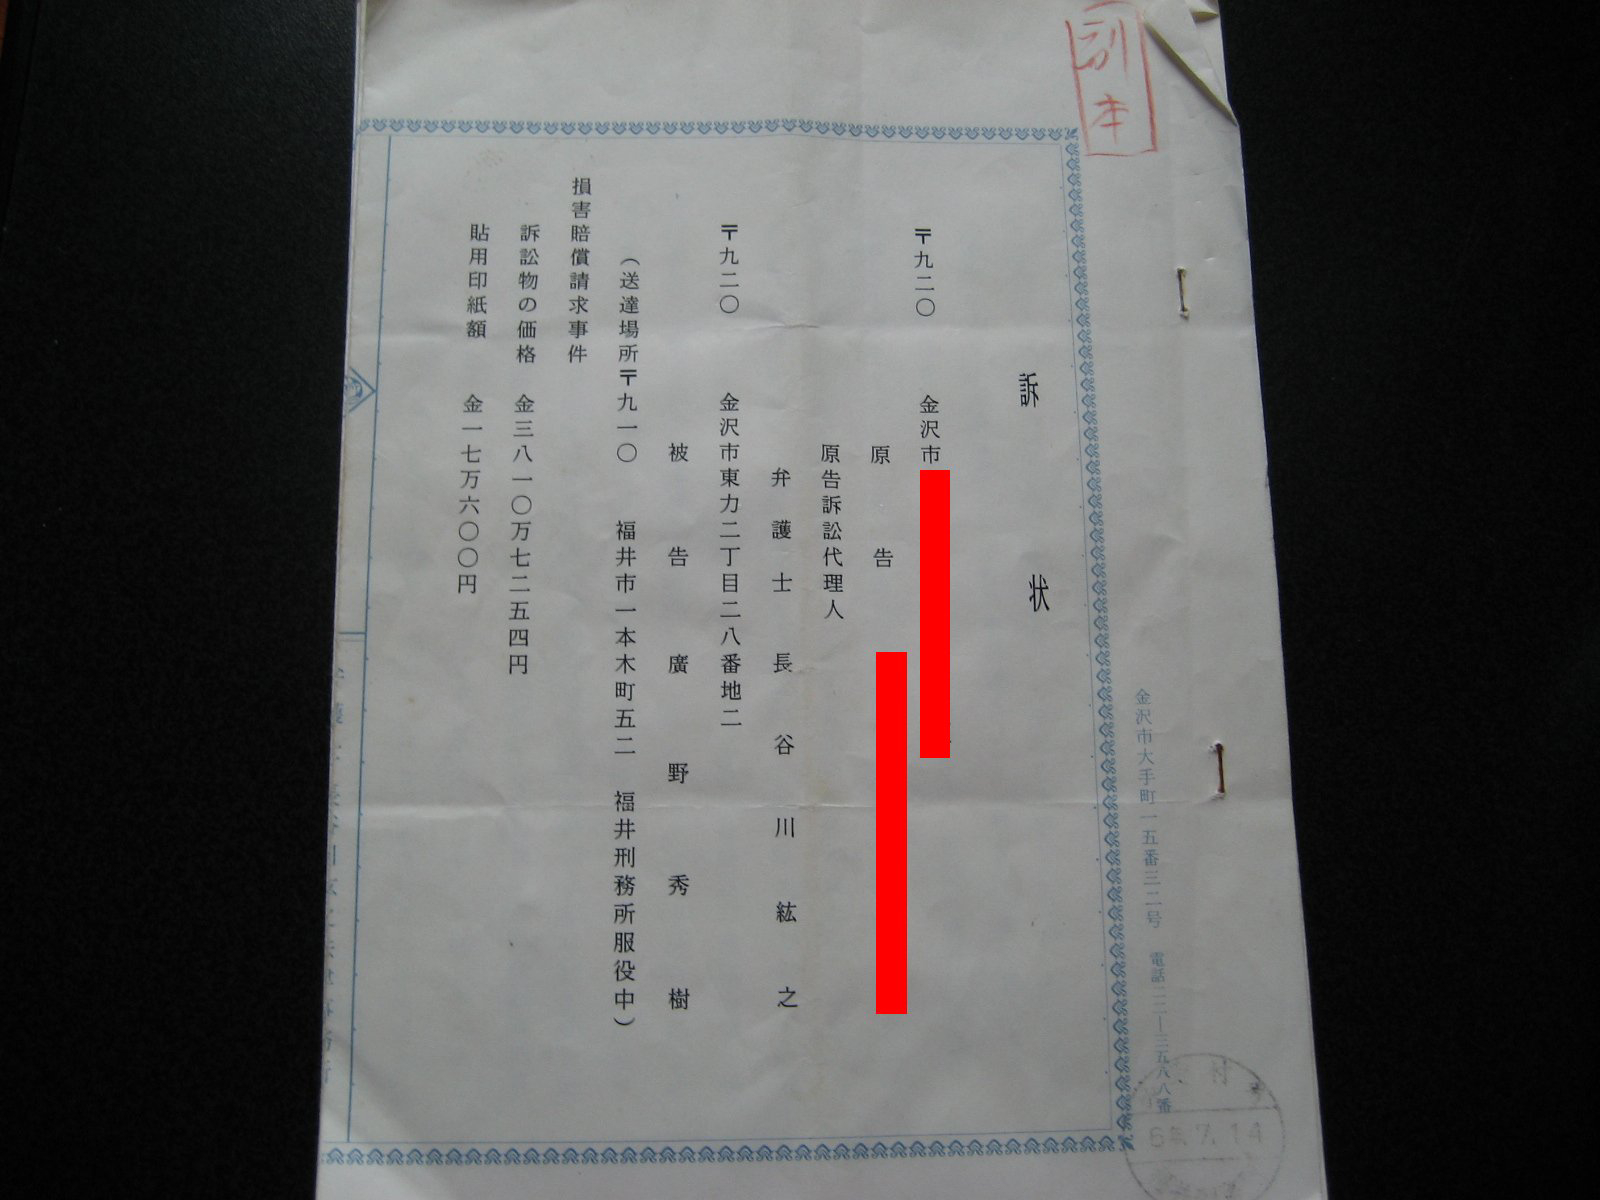 副本
金沢市大手町一五番三二号 電話二二―三五八八番
訴状
〒九二〇 金沢市
原告
原告訴訟代理人
弁護士 長谷川紘之
〒九二〇 金沢市東力二丁目二八番地二
被告 廣野秀樹
(送達場所〒九一〇 福井市一本木町五二 福井刑務所服役中)
損害賠償請求事件
訴訟物の価格 金三八一〇万七二五四円
貼用印紙額 金一七万六〇〇円
7.14